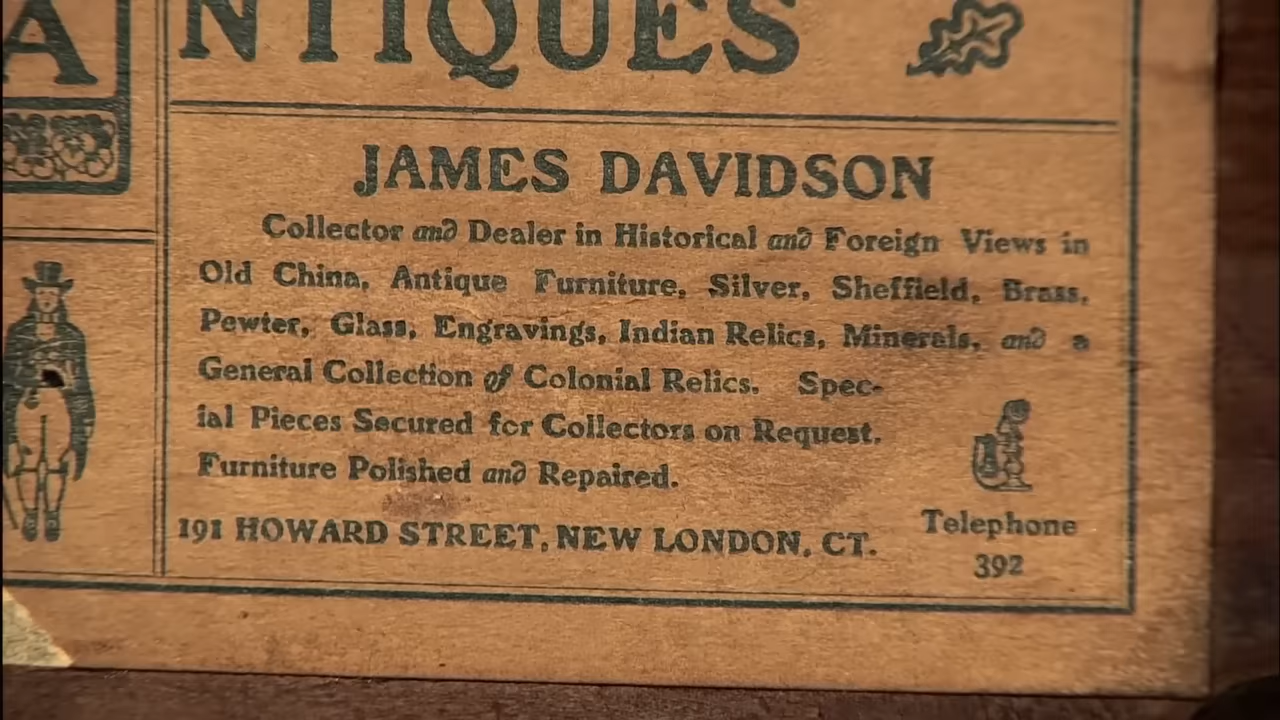 ANTIQUES
JAMES DAVIDSON
Collector and Dealer in Historical and Foreign Views in
Old China, Antique Furniture, Silver, Sheffield, Brass,
Pewter, Glass, Engravings, Indian Relics, Minerals, and a
General Collection of Colonial Relics. Spec-
ial Pieces Secured for Collectors on Request.
Furniture Polished and Repaired.
191 HOWARD STREET, NEW LONDON, CT.
Telephone
392